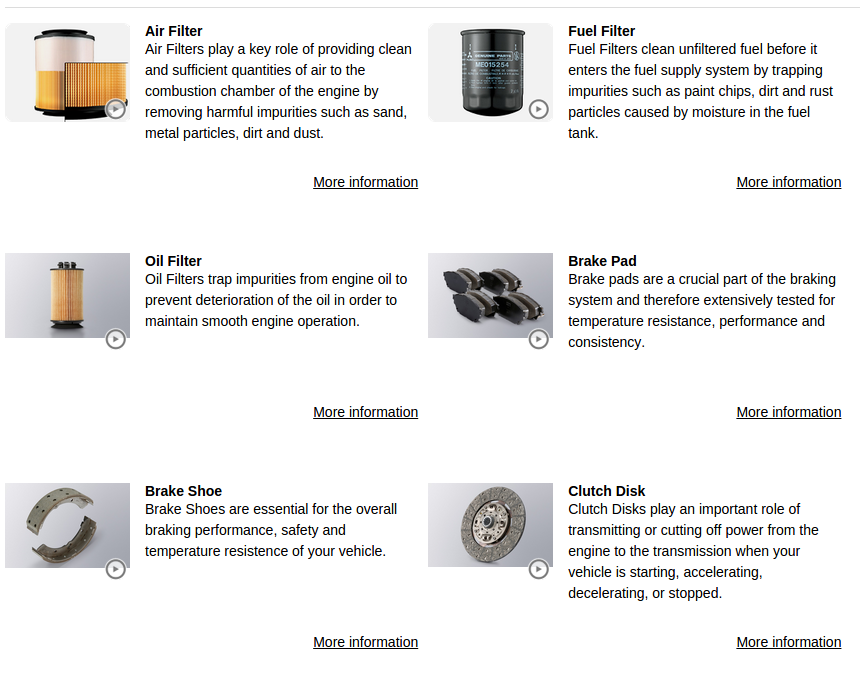 Air Filter
Air Filters play a key role of providing clean
and sufficient quantities of air to the
combustion chamber of the engine by
removing harmful impurities such as sand,
metal particles, dirt and dust.
More information
Fuel Filter
Fuel Filters clean unfiltered fuel before it
enters the fuel supply system by trapping
impurities such as paint chips, dirt and rust
particles caused by moisture in the fuel
tank.
More information
GENUINE PARTS
ME015254
Oil Filter
Oil Filters trap impurities from engine oil to
prevent deterioration of the oil in order to
maintain smooth engine operation.
More information
Brake Pad
Brake pads are a crucial part of the braking
system and therefore extensively tested for
temperature resistance, performance and
consistency.
More information
Brake Shoe
Brake Shoes are essential for the overall
braking performance, safety and
temperature resistence of your vehicle.
More information
Clutch Disk
Clutch Disks play an important role of
transmitting or cutting off power from the
engine to the transmission when your
vehicle is starting, accelerating,
decelerating, or stopped.
More information